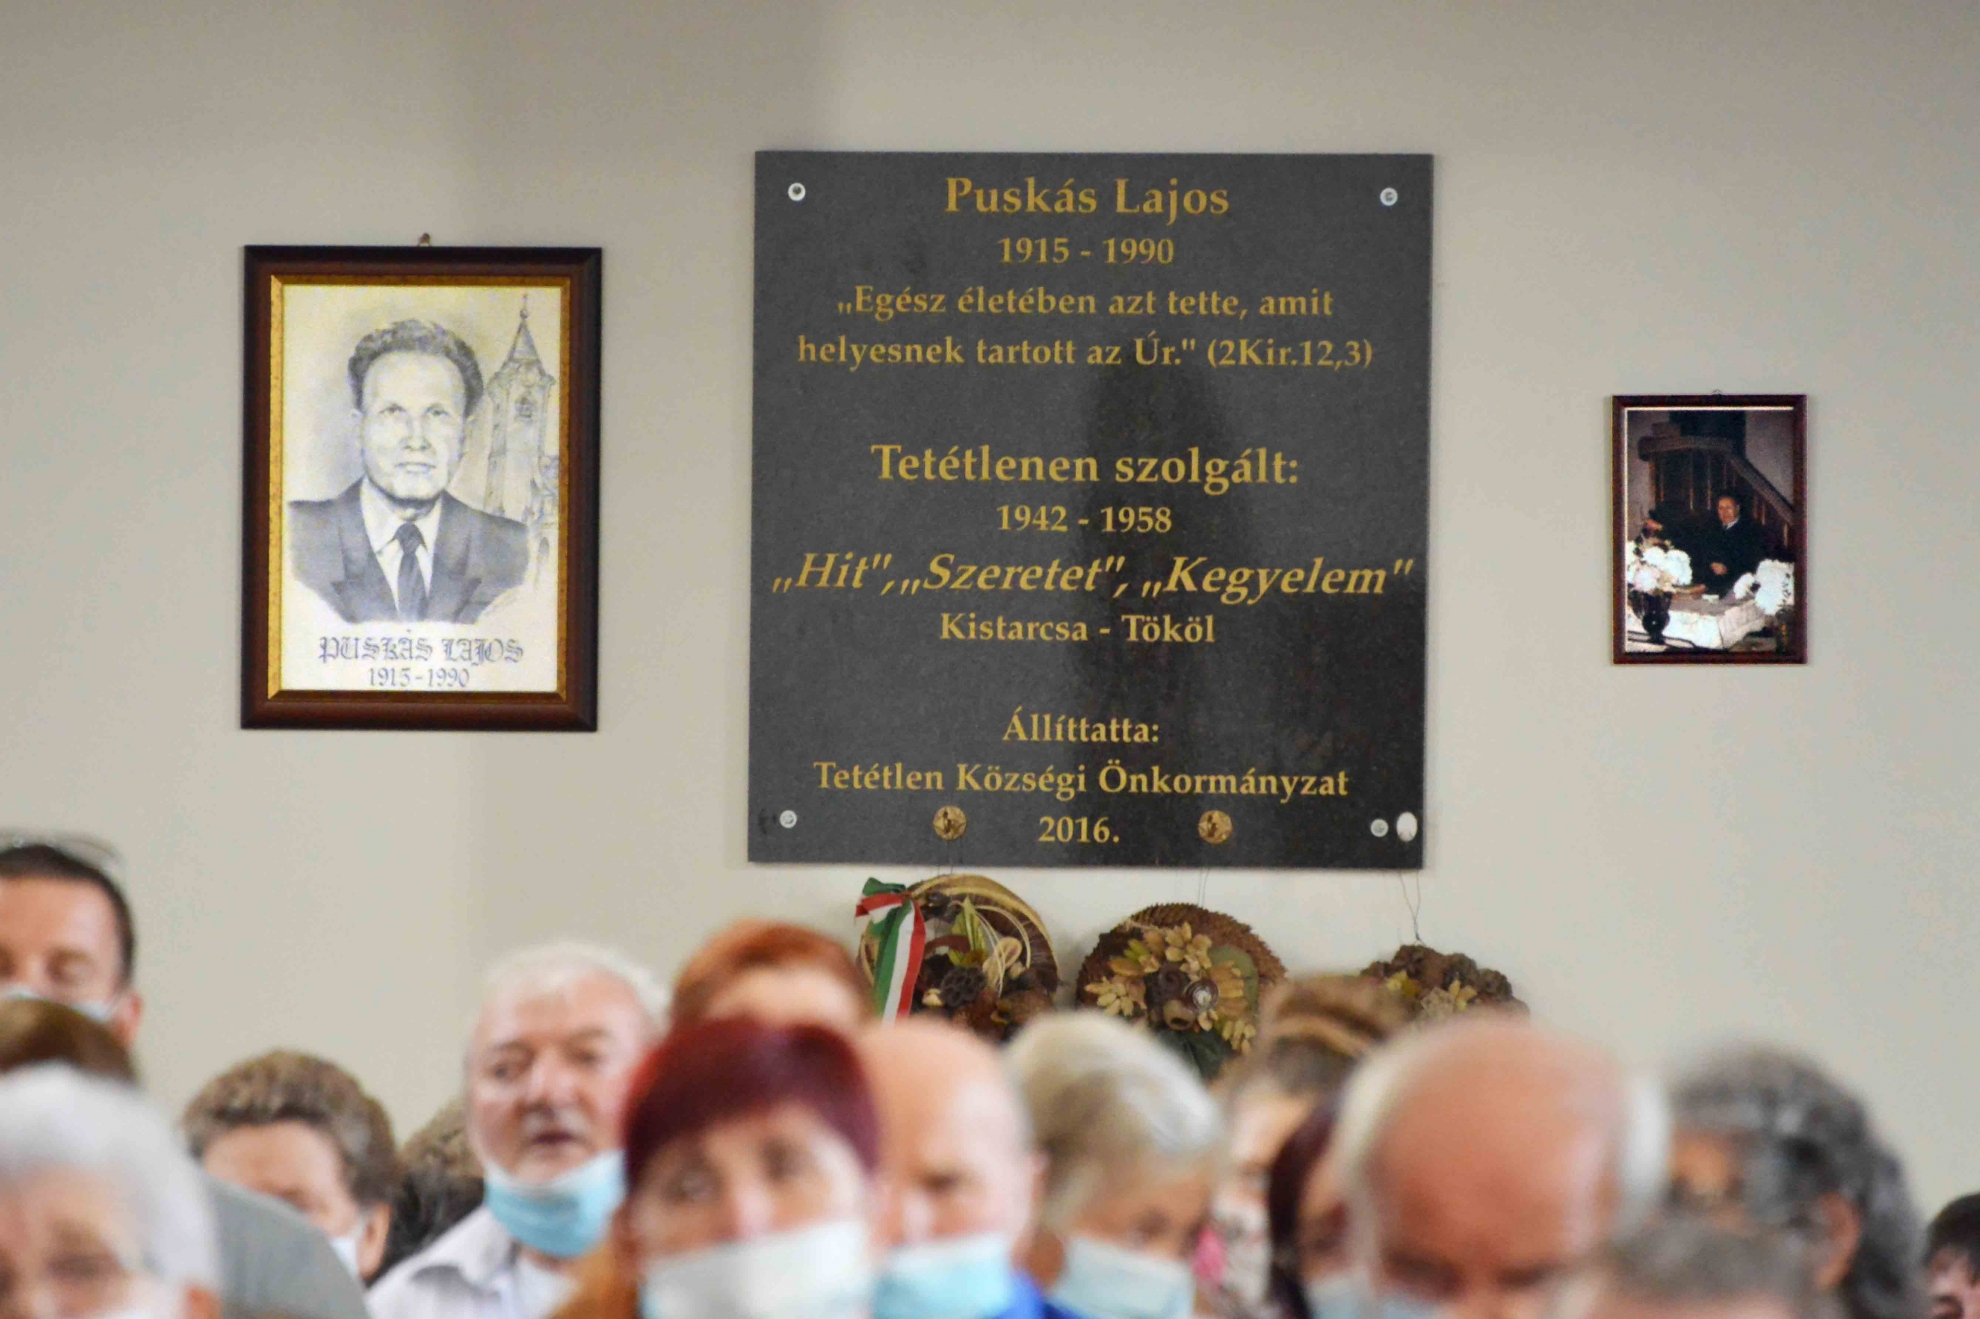 PUSKÁS LAJOS
1915-1990
Puskás Lajos
1915 - 1990
„Egész életében azt tette, amit
helyesnek tartott az Úr." (2Kir.12,3)
Tetétlenen szolgált:
1942 - 1958
„Hit",„Szeretet", „Kegyelem"
Kistarcsa - Tököl
Állíttatta:
Tetétlen Községi Önkormányzat
2016.